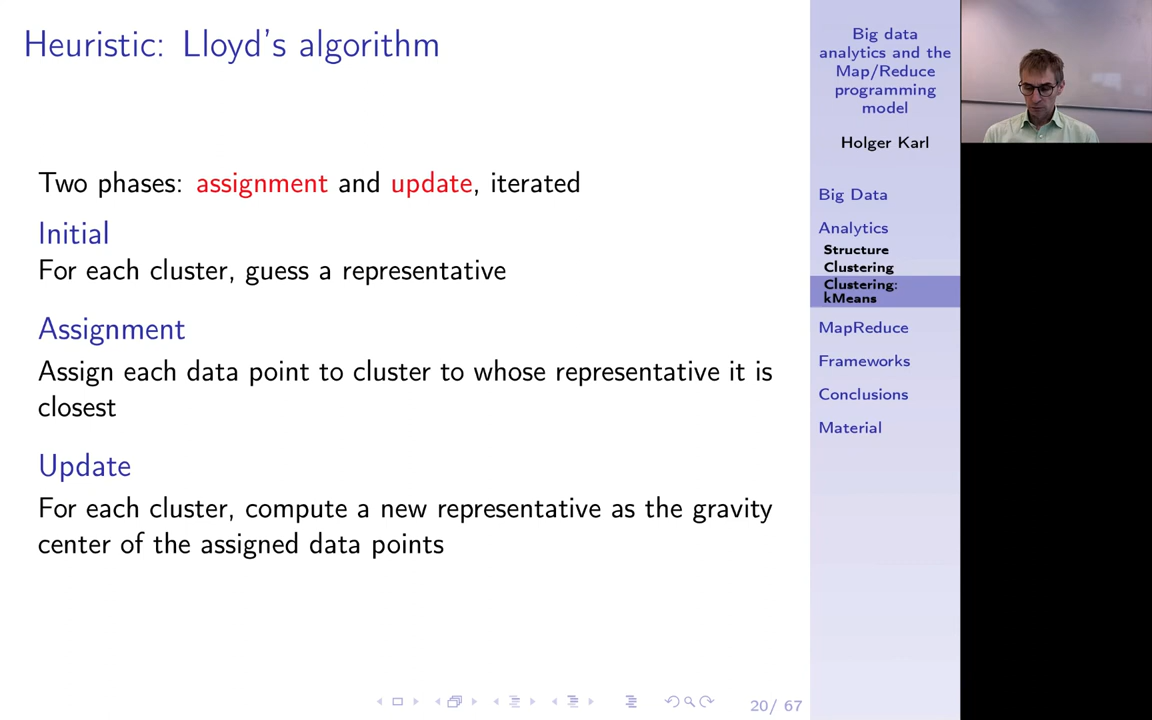 Heuristic: Lloyd's algorithm
Two phases: assignment and update, iterated
Initial
For each cluster, guess a representative
Assignment
Assign each data point to cluster to whose representative it is
closest
Update
For each cluster, compute a new representative as the gravity
center of the assigned data points
20/ 67
Big data
analytics and the
Map/Reduce
programming
model
Holger Karl
Big Data
Analytics
Structure
Clustering
Clustering:
kMeans
MapReduce
Frameworks
Conclusions
Material